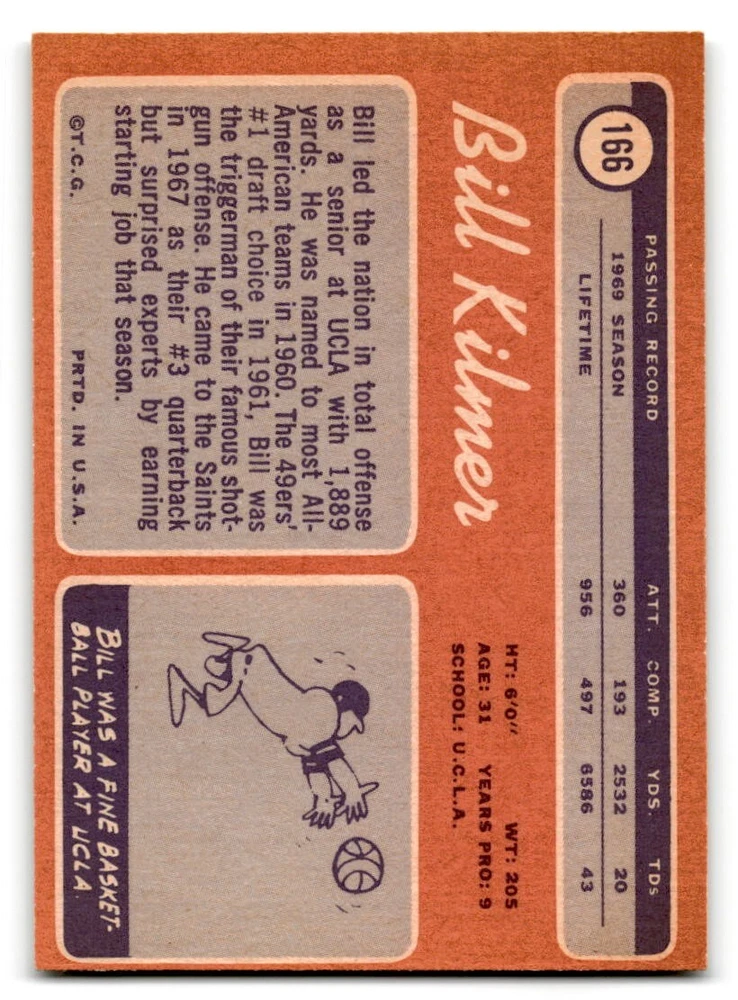 166
PASSING RECORD ATT. COMP. YDS. TDs
1969 SEASON 360 193 2532 20
LIFETIME 956 497 6586 43
Bill Kilmer
HT: 6'0" WT: 205
AGE: 31 YEARS PRO: 9
SCHOOL: U.C.L.A.
Bill led the nation in total offense
as a senior at UCLA with 1,889
yards. He was named to most All-
American teams in 1960. The 49ers'
#1 draft choice in 1961, Bill was
the triggerman of their famous shot-
gun offense. He came to the Saints
in 1967 as their #3 quarterback
but surprised experts by earning
starting job that season.
©T.C.G. PRTD. IN U.S.A.
BILL WAS A FINE BASKET-
BALL PLAYER AT UCLA.